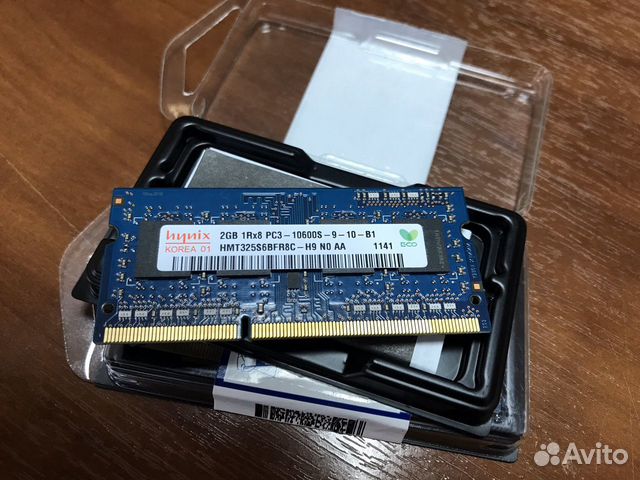 hynix
KOREA 01
2GB 1Rx8 PC3-10600S-9-10-B1
HMT325S6BFR8C-H9 N0 AA 1141
ECO
Avito